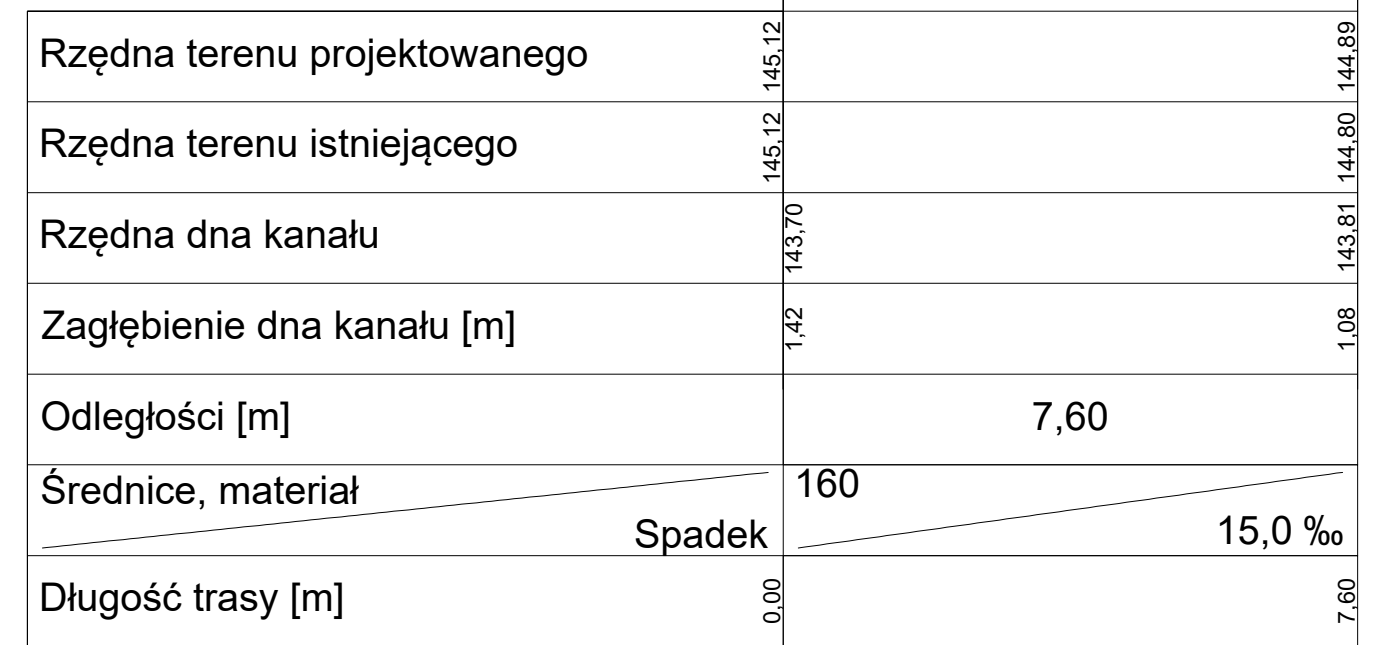 Rzędna terenu projektowanego 145,12 144,89
Rzędna terenu istniejącego 145,12 144,80
Rzędna dna kanału 143,70 143,81
Zagłębienie dna kanału [m] 1,42 1,08
Odległości [m] 7,60
Średnice, materiał 160
Spadek 15,0 ‰
Długość trasy [m] 0,00 7,60